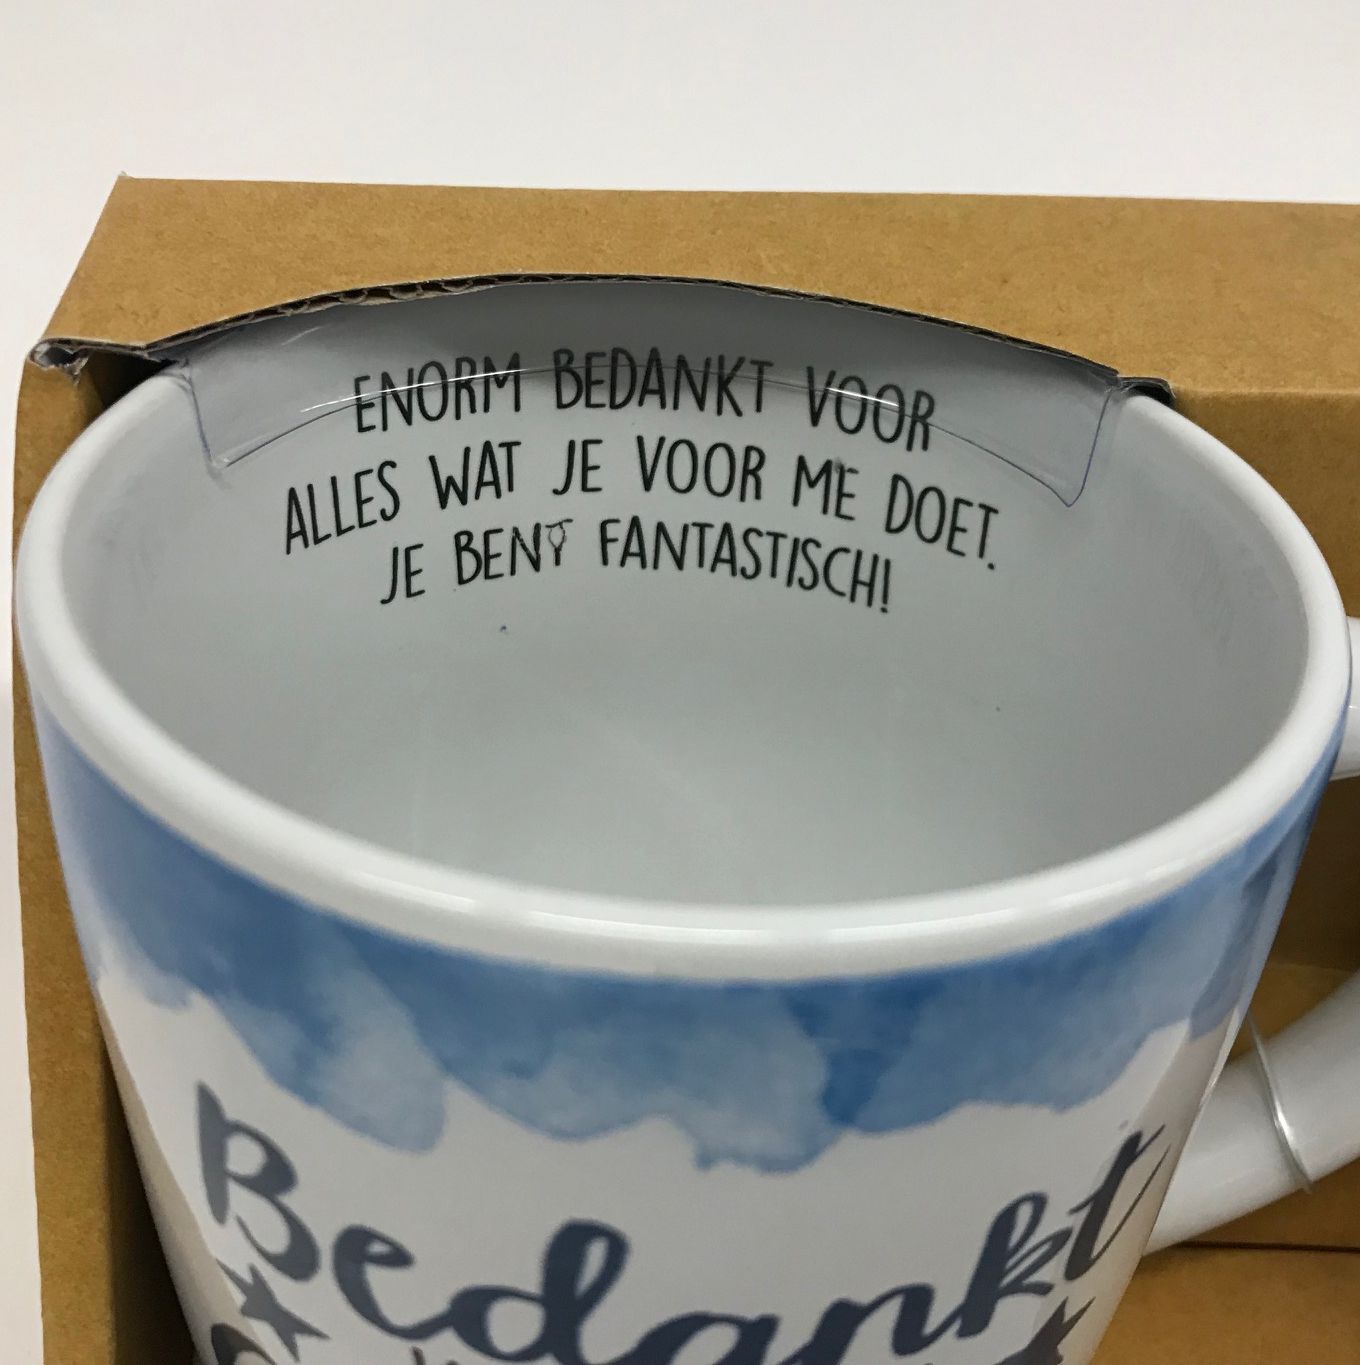 ENORM BEDANKT VOOR
ALLES WAT JE VOOR ME DOET.
JE BENT FANTASTISCH!
Bedankt